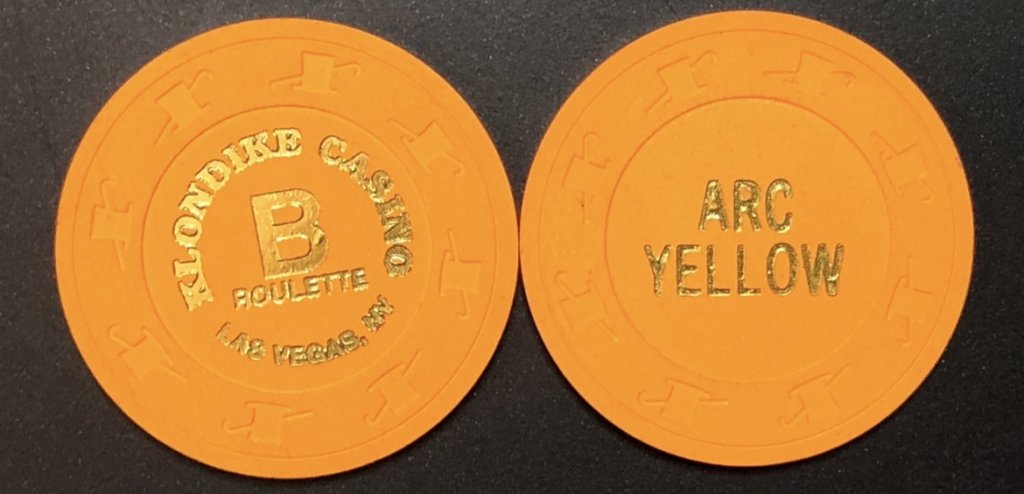 KLONDIKE CASINO
B
ROULETTE
LAS VEGAS, NV
ARC
YELLOW